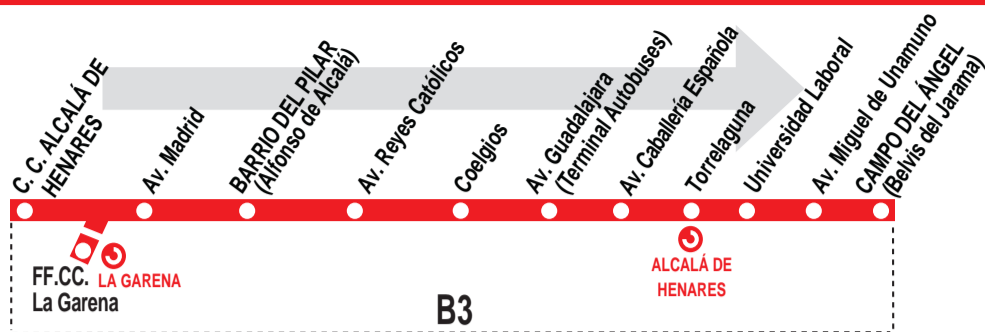 C. C. ALCALÁ DE
HENARES
Av. Madrid
BARRIO DEL PILAR
(Alfonso de Alcalá)
Av. Reyes Católicos
Coelgios
Av. Guadalajara
(Terminal Autobuses)
Av. Caballería Española
Torrelaguna
Universidad Laboral
Av. Miguel de Unamuno
CAMPO DEL ÁNGEL
(Belvis del Jarama)
FF.CC.
La Garena
LA GARENA
ALCALÁ DE
HENARES
B3